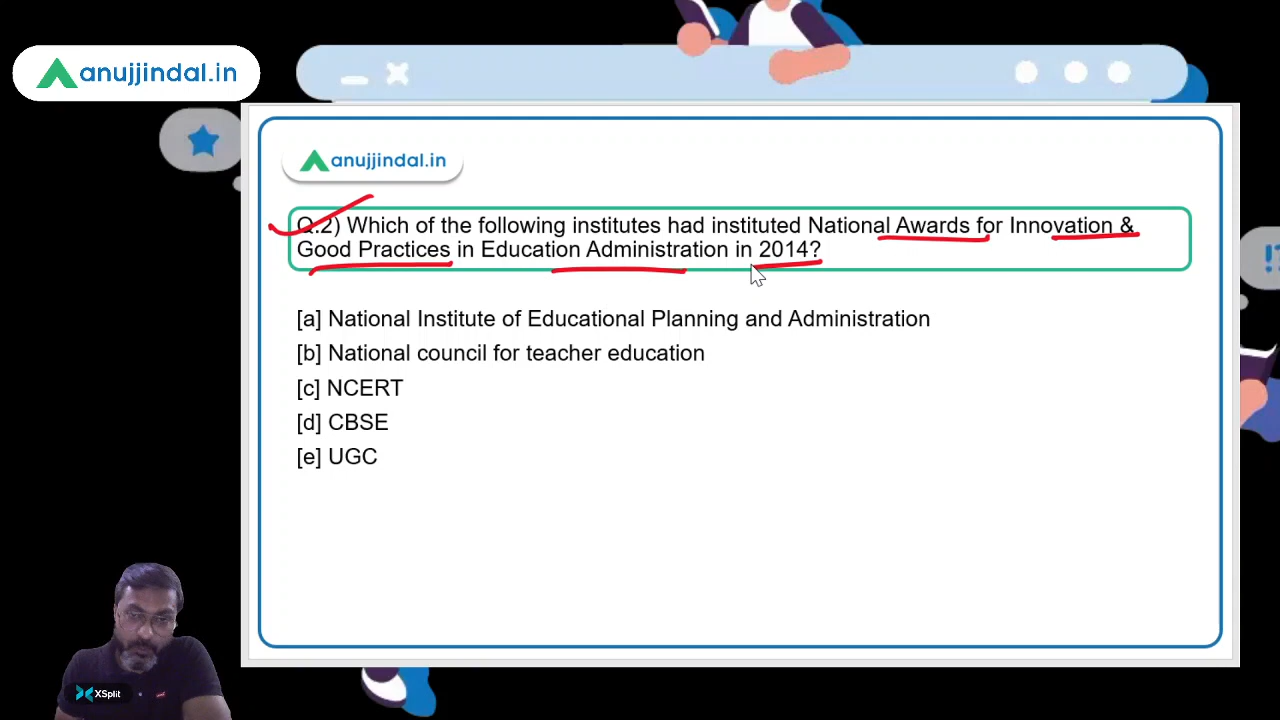 anujjindal.in
anujjindal.in
Q.2) Which of the following institutes had instituted National Awards for Innovation &
Good Practices in Education Administration in 2014?
[a] National Institute of Educational Planning and Administration
[b] National council for teacher education
[c] NCERT
[d] CBSE
[e] UGC
XSplit